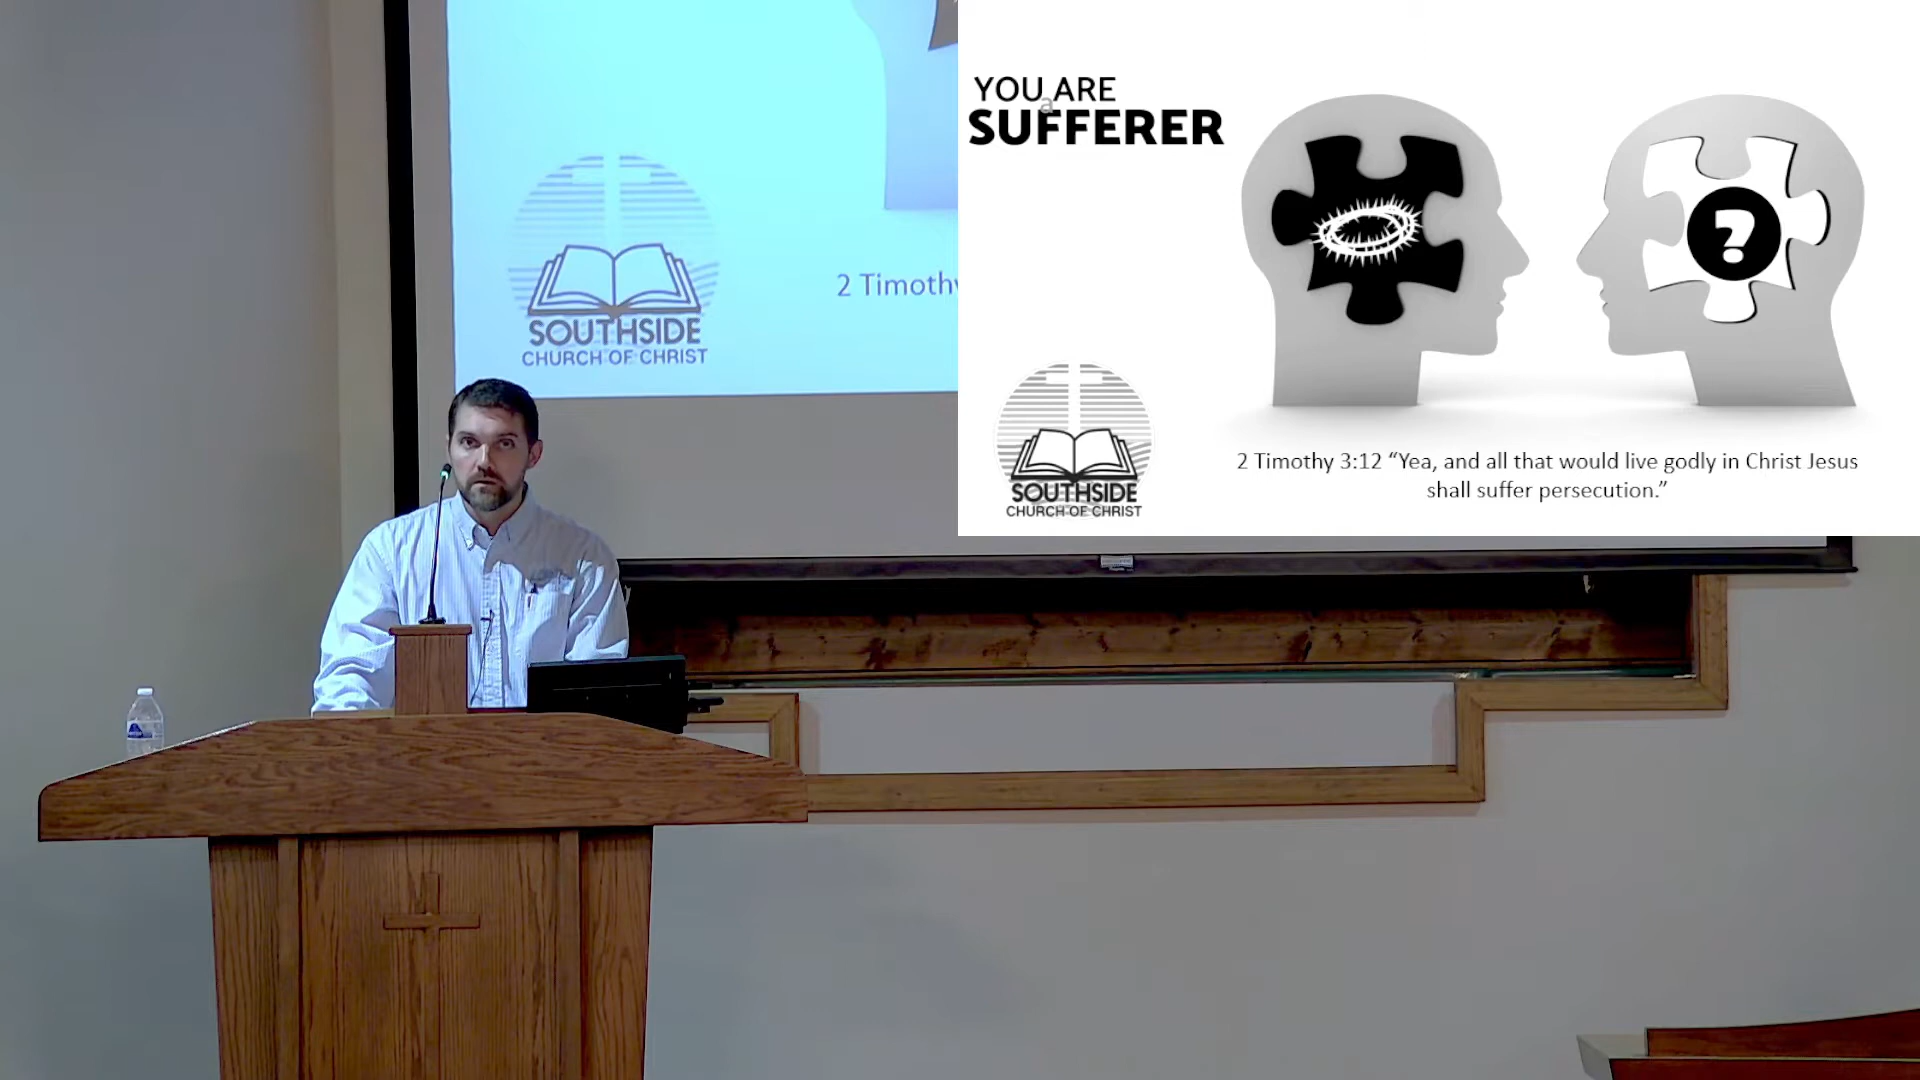 YOU ARE
a
SUFFERER
?
2 Timothy 3:12 “Yea, and all that would live godly in Christ Jesus
shall suffer persecution.”
SOUTHSIDE
CHURCH OF CHRIST
2 Timothy
SOUTHSIDE
CHURCH OF CHRIST